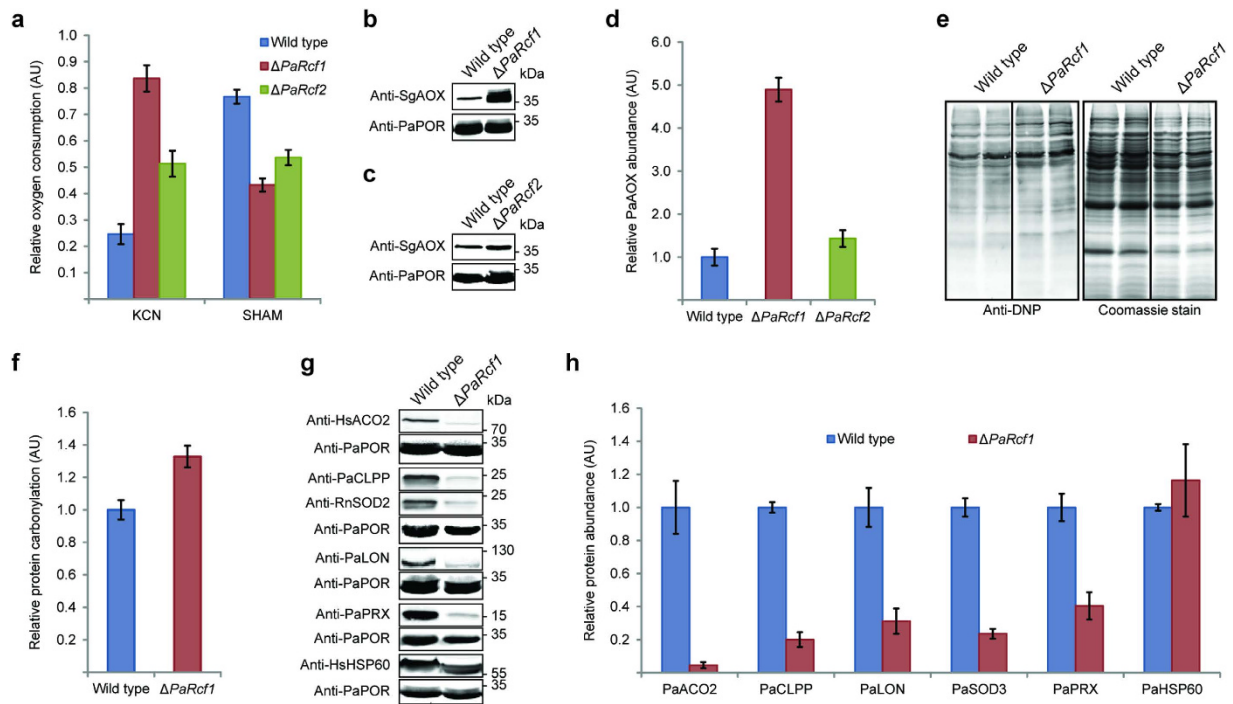 a
Relative oxygen consumption (AU)
1.0
0.9
0.8
0.7
0.6
0.5
0.4
0.3
0.2
0.1
Wild type
ΔPaRcf1
ΔPaRcf2
KCN
SHAM
b
Wild type
ΔPaRcf1
kDa
Anti-SgAOX
35
Anti-PaPOR
35
c
Wild type
ΔPaRcf2
Anti-SgAOX
35
Anti-PaPOR
35
d
Relative PaAOX abundance (AU)
6.0
5.0
4.0
3.0
2.0
1.0
Wild type
ΔPaRcf1
ΔPaRcf2
e
Wild type
ΔPaRcf1
Wild type
ΔPaRcf1
Anti-DNP
Coomassie stain
f
Relative protein carbonylation (AU)
1.6
1.4
1.2
1.0
0.8
0.6
0.4
0.2
Wild type
ΔPaRcf1
g
Wild type
ΔPaRcf1
kDa
Anti-HsACO2
70
Anti-PaPOR
35
Anti-PaCLPP
25
Anti-RnSOD2
25
Anti-PaPOR
35
Anti-PaLON
130
Anti-PaPOR
35
Anti-PaPRX
15
Anti-PaPOR
35
Anti-HsHSP60
55
Anti-PaPOR
35
h
Relative protein abundance (AU)
1.6
1.4
1.2
1.0
0.8
0.6
0.4
0.2
Wild type
ΔPaRcf1
PaACO2
PaCLPP
PaLON
PaSOD3
PaPRX
PaHSP60